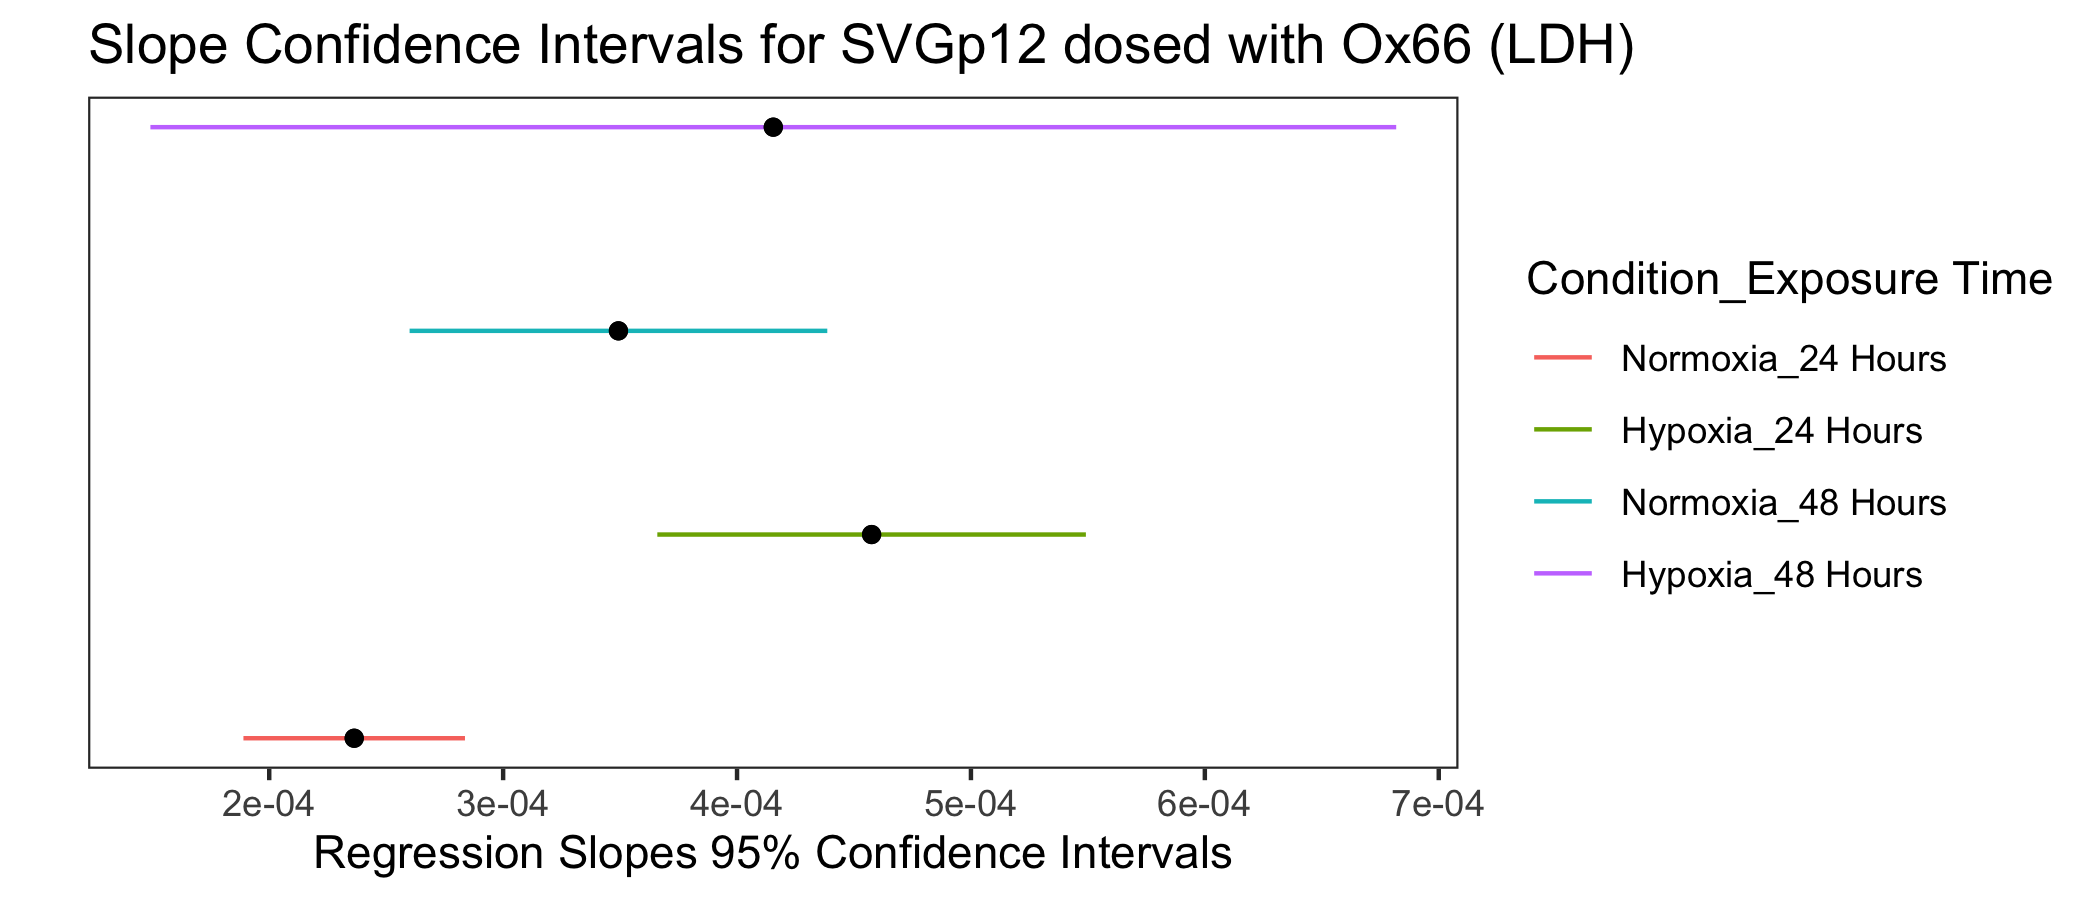 Slope Confidence Intervals for SVGp12 dosed with Ox66 (LDH)
Condition_Exposure Time
Normoxia_24 Hours
Hypoxia_24 Hours
Normoxia_48 Hours
Hypoxia_48 Hours
2e-04 3e-04 4e-04 5e-04 6e-04 7e-04
Regression Slopes 95% Confidence Intervals